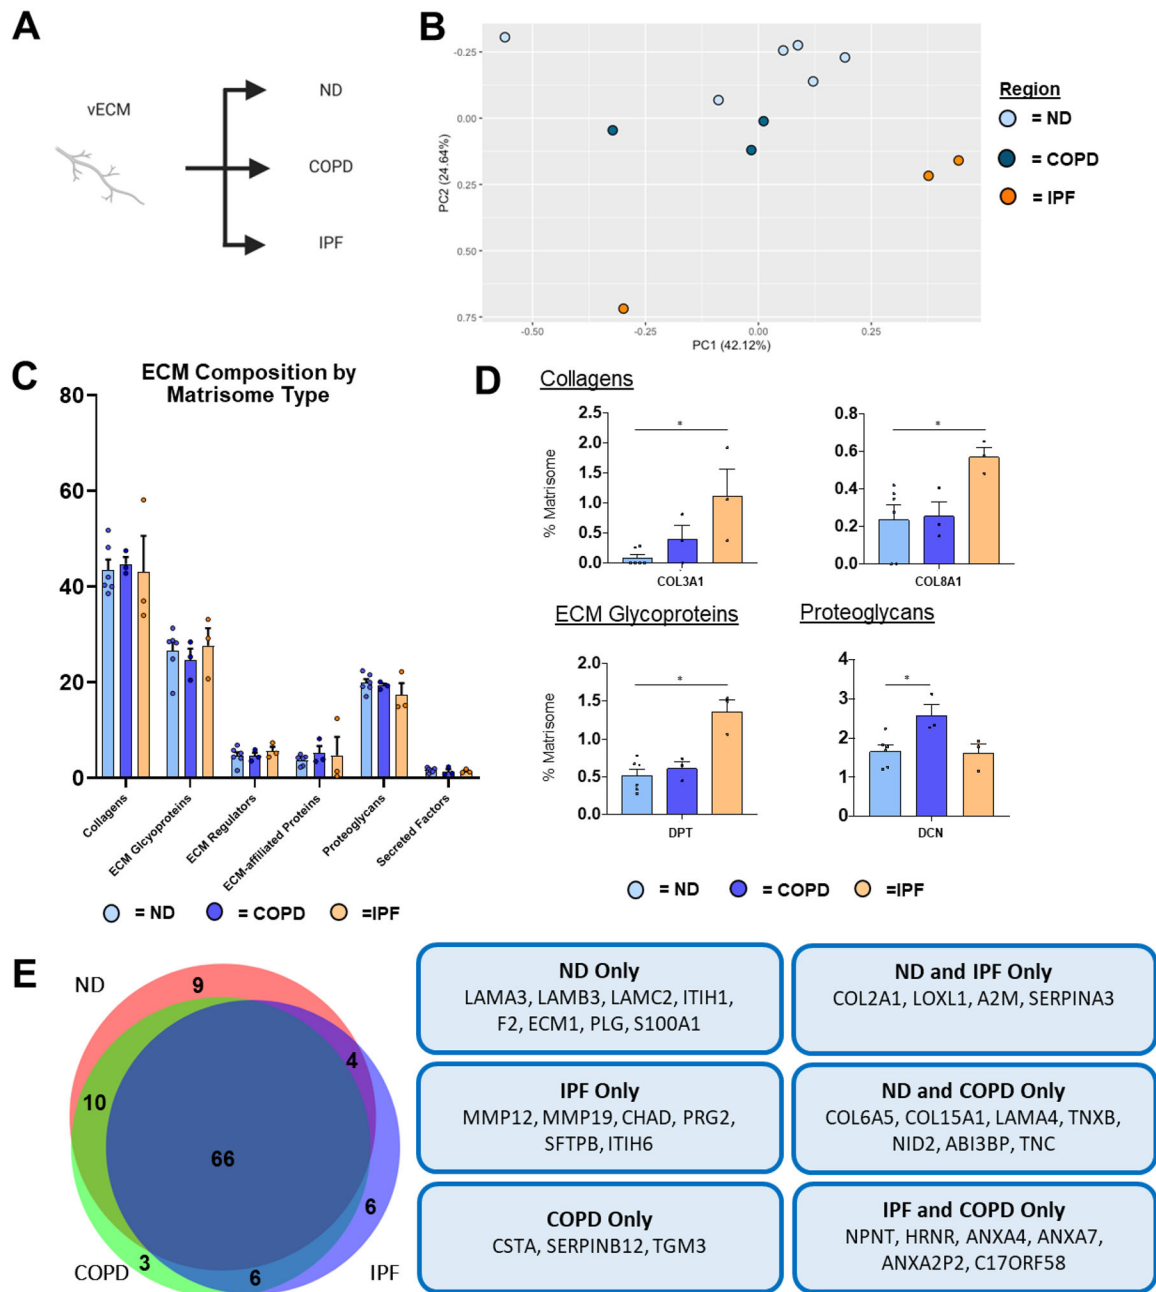 A
vECM
ND
COPD
IPF
B
-0.25
0.00
0.25
0.50
0.75
PC2 (24.64%)
-0.50
-0.25
0.00
0.25
PC1 (42.12%)
Region
= ND
= COPD
= IPF
C
ECM Composition by
Matrisome Type
80
60
40
20
0
Collagens
ECM Glcyoproteins
ECM Regulators
ECM-affiliated Proteins
Proteoglycans
Secreted Factors
= ND
= COPD
=IPF
D
Collagens
% Matrisome
2.5
2.0
1.5
1.0
0.5
0.0
*
COL3A1
0.8
0.6
0.4
0.2
0.0
*
COL8A1
ECM Glycoproteins
% Matrisome
2.0
1.5
1.0
0.5
0.0
*
DPT
Proteoglycans
4
3
2
1
0
*
DCN
= ND
= COPD
= IPF
E
ND
9
4
10
66
6
3
6
COPD
IPF
ND Only
LAMA3, LAMB3, LAMC2, ITIH1,
F2, ECM1, PLG, S100A1
ND and IPF Only
COL2A1, LOXL1, A2M, SERPINA3
IPF Only
MMP12, MMP19, CHAD, PRG2,
SFTPB, ITIH6
ND and COPD Only
COL6A5, COL15A1, LAMA4, TNXB,
NID2, ABI3BP, TNC
COPD Only
CSTA, SERPINB12, TGM3
IPF and COPD Only
NPNT, HRNR, ANXA4, ANXA7,
ANXA2P2, C17ORF58